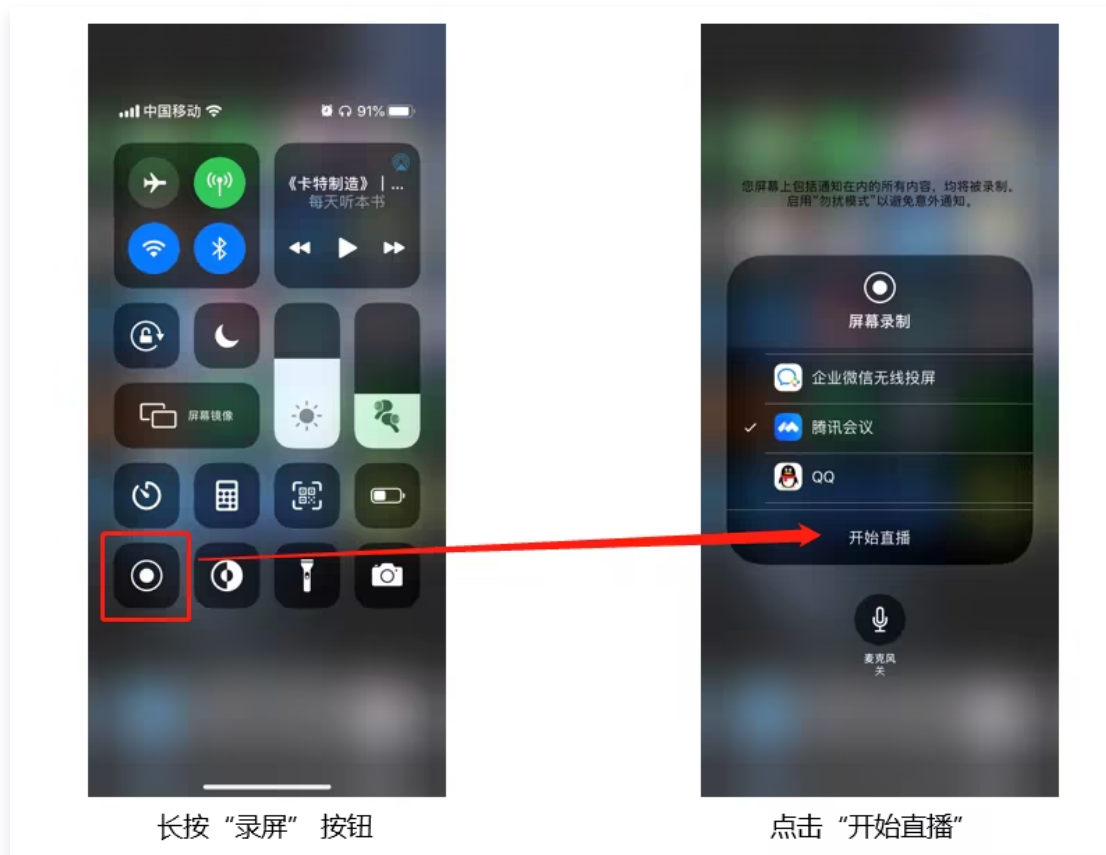 中国移动
91%
《卡特制造》 | ...
每天听本书
屏幕镜像
长按“录屏” 按钮
您屏幕上包括通知在内的所有内容，均将被录制。
启用“勿扰模式”以避免意外通知。
屏幕录制
企业微信无线投屏
腾讯会议
QQ
开始直播
麦克风
关
点击“开始直播”